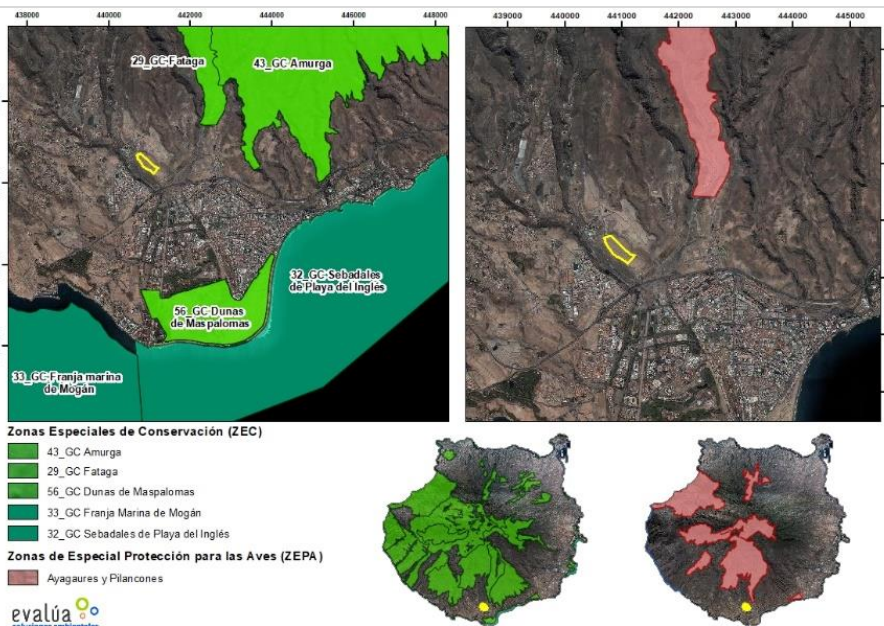 438000 440000 442000 444000 446000 448000
439000 440000 441000 442000 443000 444000 445000
29_GC-Fataga
43_GC-Amurga
32_GC-Sebadales
de Playa del Inglés
56_GC-Dunas
de Maspalomas
33_GC-Franja marina
de Mogán
Zonas Especiales de Conservación (ZEC)
43_GC Amurga
29_GC Fataga
56_GC Dunas de Maspalomas
33_GC Franja Marina de Mogán
32_GC Sebadales de Playa del Inglés
Zonas de Especial Protección para las Aves (ZEPA)
Ayagaures y Pilancones
evalúa
soluciones ambientales